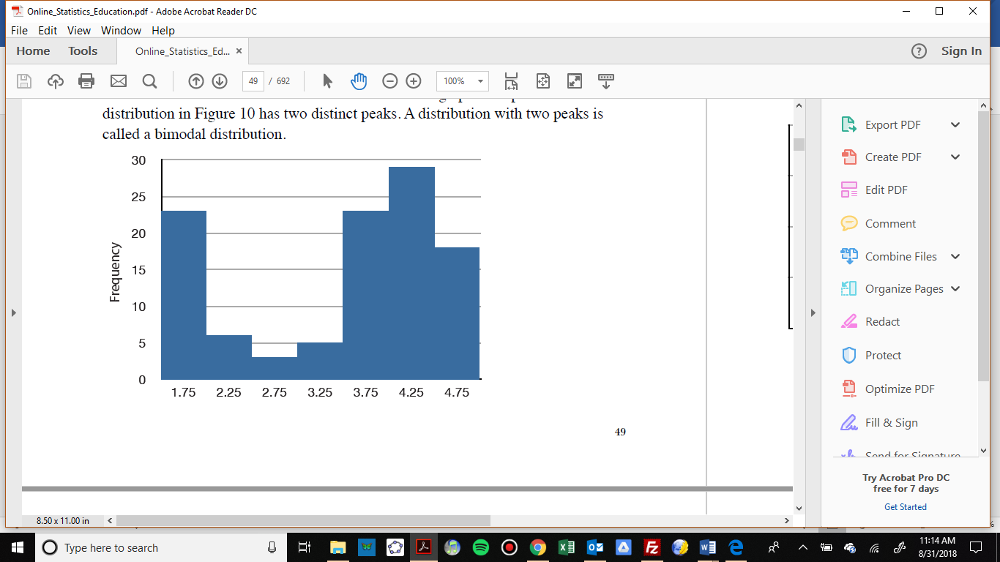 Online_Statistics_Education.pdf - Adobe Acrobat Reader DC
File Edit View Window Help
Home Tools Online_Statistics_Ed... × Sign In
49 / 692 100%
distribution in Figure 10 has two distinct peaks. A distribution with two peaks is
called a bimodal distribution.
30
25
20
15
10
5
0
Frequency
1.75 2.25 2.75 3.25 3.75 4.25 4.75
49
8.50 x 11.00 in
Export PDF
Create PDF
Edit PDF
Comment
Combine Files
Organize Pages
Redact
Protect
Optimize PDF
Fill & Sign
Send for Signature
Try Acrobat Pro DC
free for 7 days
Get Started
Type here to search
11:14 AM
8/31/2018